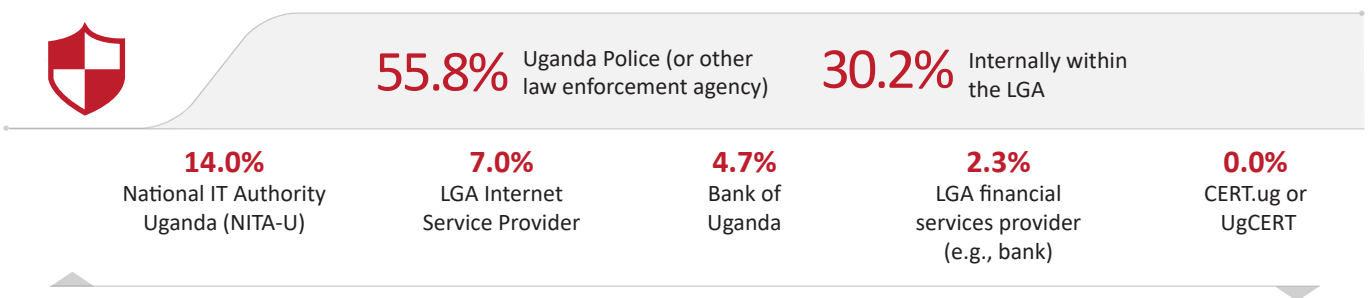 55.8%
Uganda Police (or other
law enforcement agency)
30.2%
Internally within
the LGA
14.0%
National IT Authority
Uganda (NITA-U)
7.0%
LGA Internet
Service Provider
4.7%
Bank of
Uganda
2.3%
LGA financial
services provider
(e.g., bank)
0.0%
CERT.ug or
UgCERT